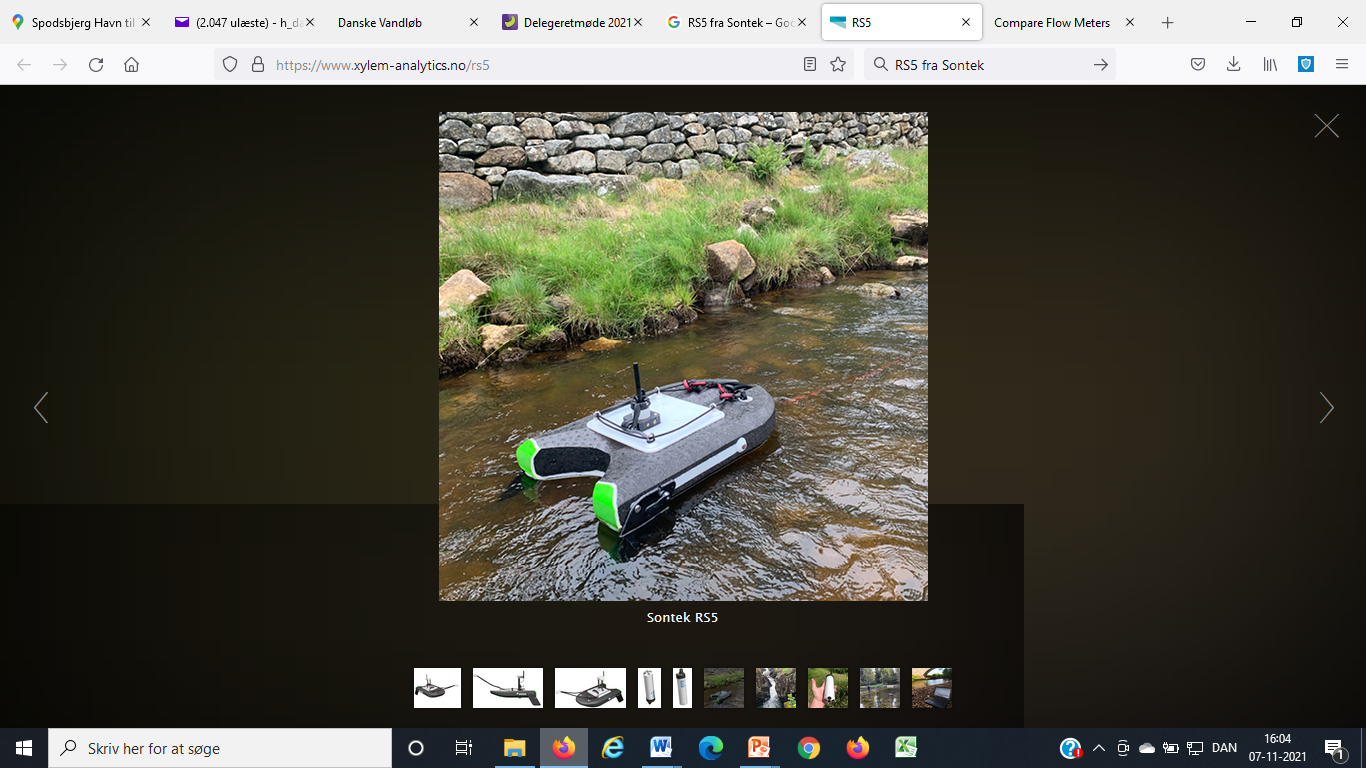 Spodsbjerg Havn til
(2.047 ulæste) - h_da
Danske Vandløb
Delegeretmøde 2021
RS5 fra Sontek – Goo
RS5
Compare Flow Meters
https://www.xylem-analytics.no/rs5
RS5 fra Sontek
Sontek RS5
Skriv her for at søge
DAN
16:04
07-11-2021
1